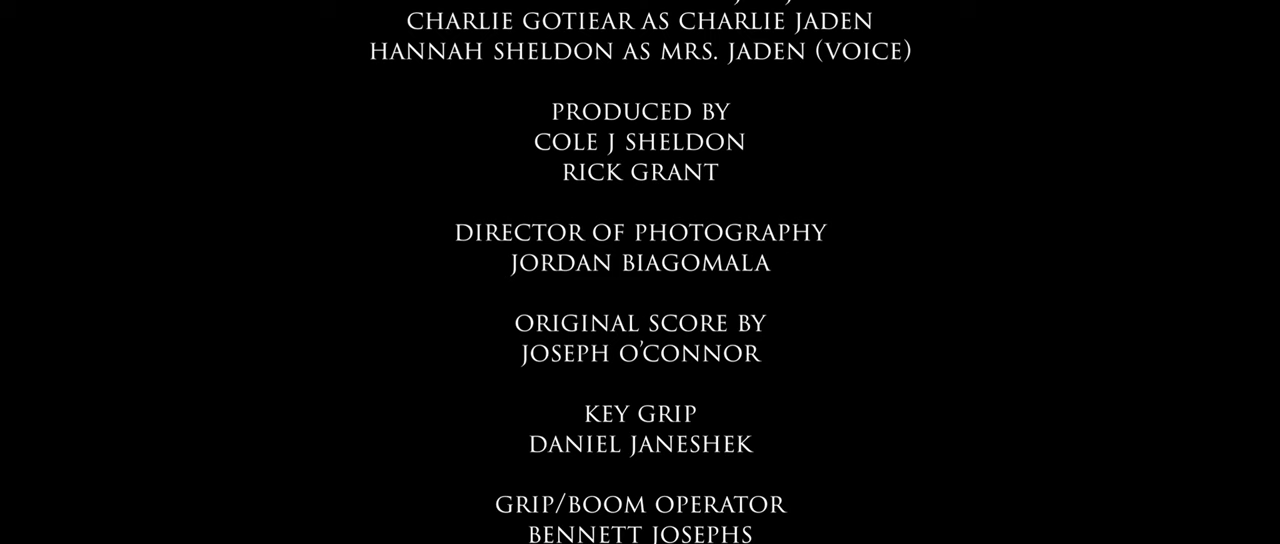 CHARLIE GOTIEAR AS CHARLIE JADEN
HANNAH SHELDON AS MRS. JADEN (VOICE)
PRODUCED BY
COLE J SHELDON
RICK GRANT
DIRECTOR OF PHOTOGRAPHY
JORDAN BIAGOMALA
ORIGINAL SCORE BY
JOSEPH O’CONNOR
KEY GRIP
DANIEL JANESHEK
GRIP/BOOM OPERATOR
BENNETT JOSEPHS